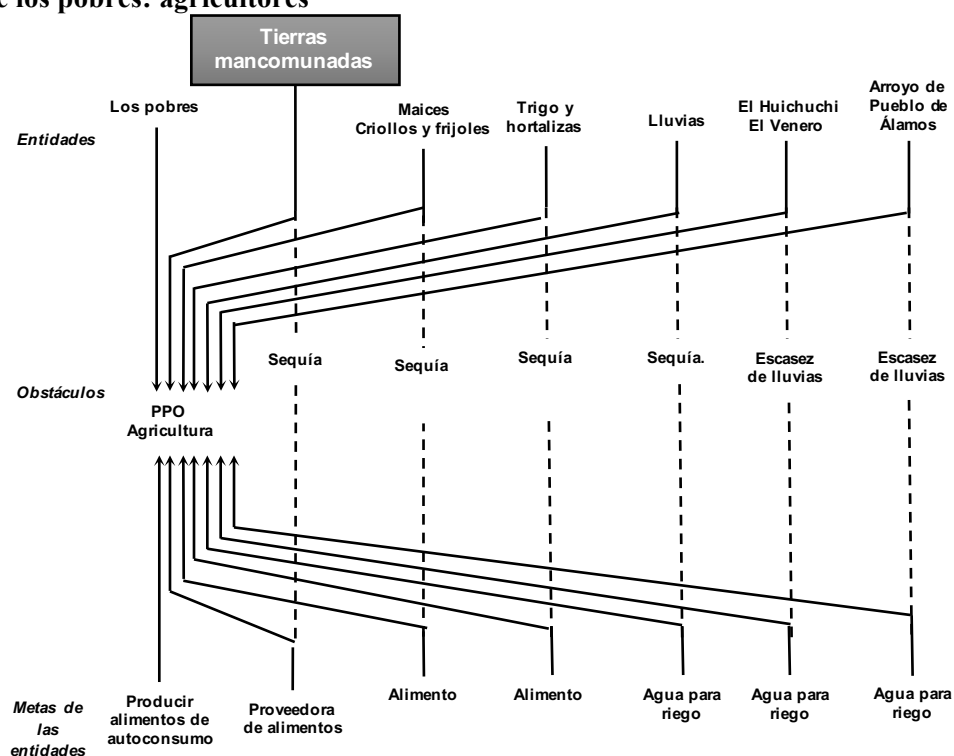 los pobres: agricultores
Tierras
mancomunadas
Los pobres
Maices
Criollos y frijoles
Trigo y
hortalizas
Lluvias
El Huichuchi
El Venero
Arroyo de
Pueblo de
Álamos
Entidades
Sequía
Sequía
Sequía
Sequía.
Escasez
de lluvias
Escasez
de lluvias
Obstáculos
PPO
Agricultura
Metas de
las
entidades
Producir
alimentos de
autoconsumo
Proveedora
de alimentos
Alimento
Alimento
Agua para
riego
Agua para
riego
Agua para
riego